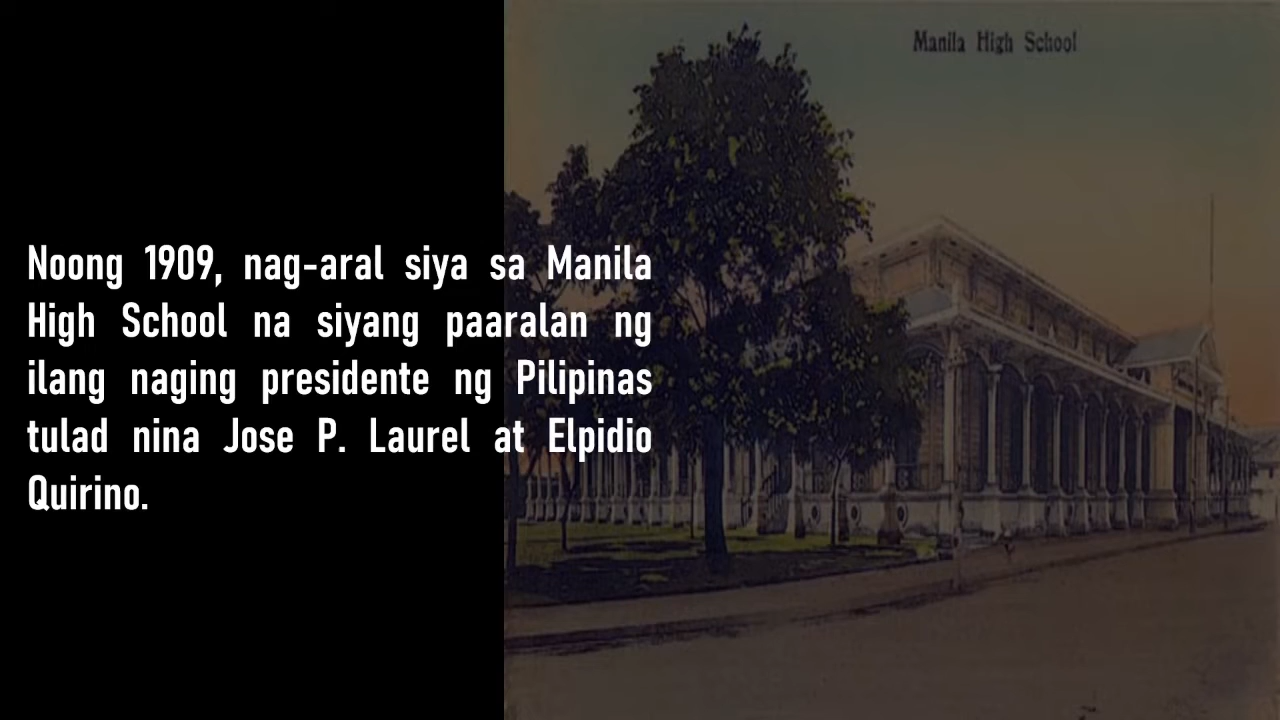 Manila High School
Noong 1909, nag-aral siya sa Manila
High School na siyang paaralan ng
ilang naging presidente ng Pilipinas
tulad nina Jose P. Laurel at Elpidio
Quirino.